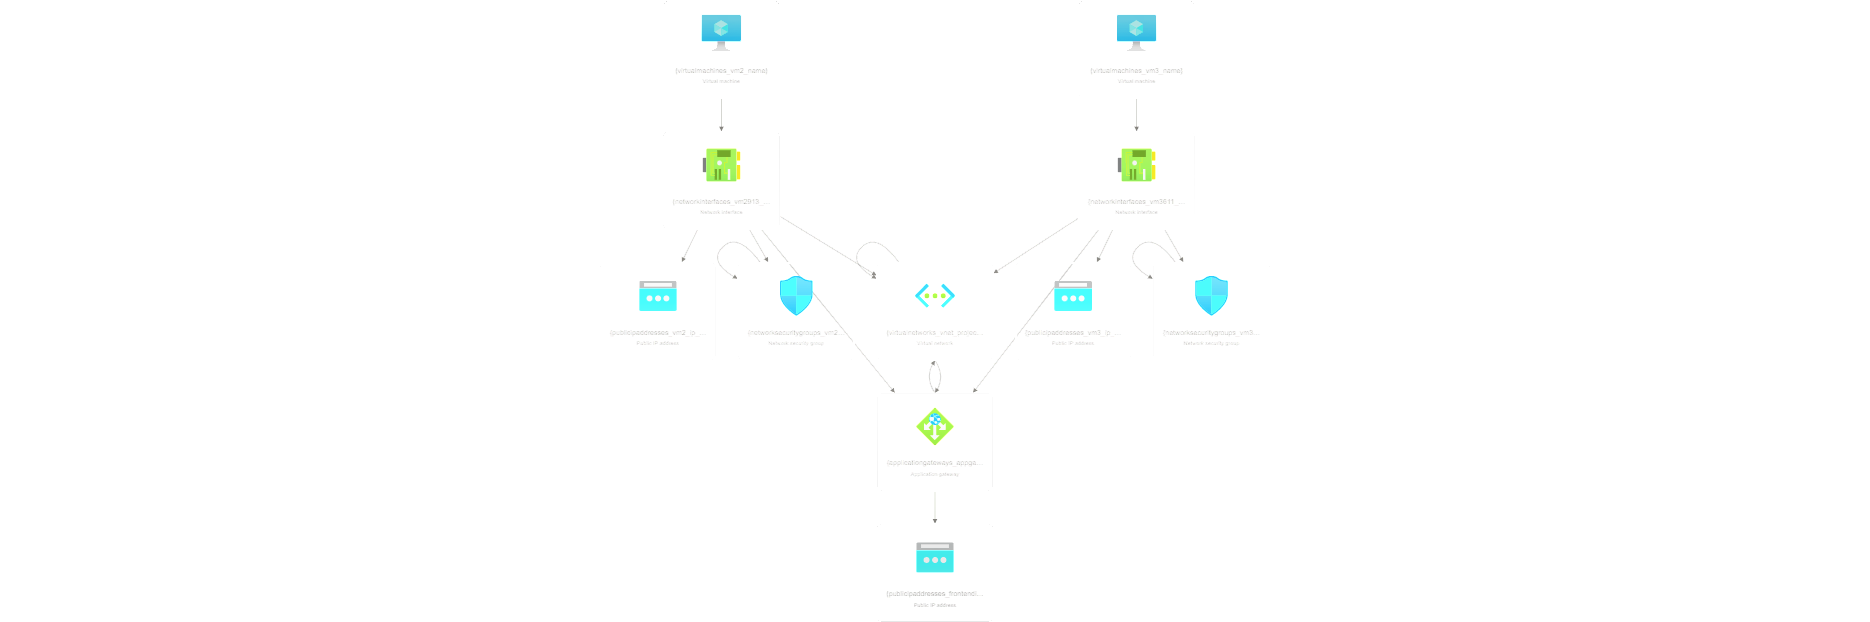 [virtualmachines_vm2_name]
Virtual machine
[virtualmachines_vm3_name]
Virtual machine
[networkinterfaces_vm2913_...
Network interface
[networkinterfaces_vm3611_...
Network interface
[publicipaddresses_vm2_ip_...
Public IP address
[networksecuritygroups_vm2...
Network security group
[virtualnetworks_vnet_...
Virtual network
[publicipaddresses_vm3_ip_...
Public IP address
[networksecuritygroups_vm3...
Network security group
[applicationgateways_appga...
Application gateway
[publicipaddresses_frontendi...
Public IP address